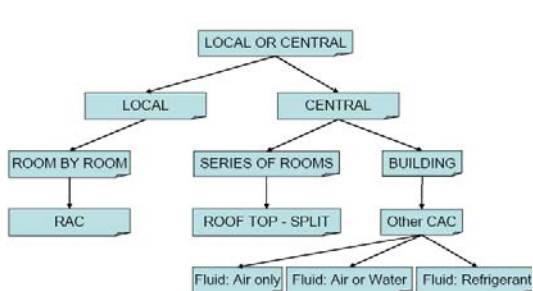 LOCAL OR CENTRAL
LOCAL
CENTRAL
ROOM BY ROOM
SERIES OF ROOMS
BUILDING
RAC
ROOF TOP - SPLIT
Other CAC
Fluid: Air only
Fluid: Air or Water
Fluid: Refrigerant